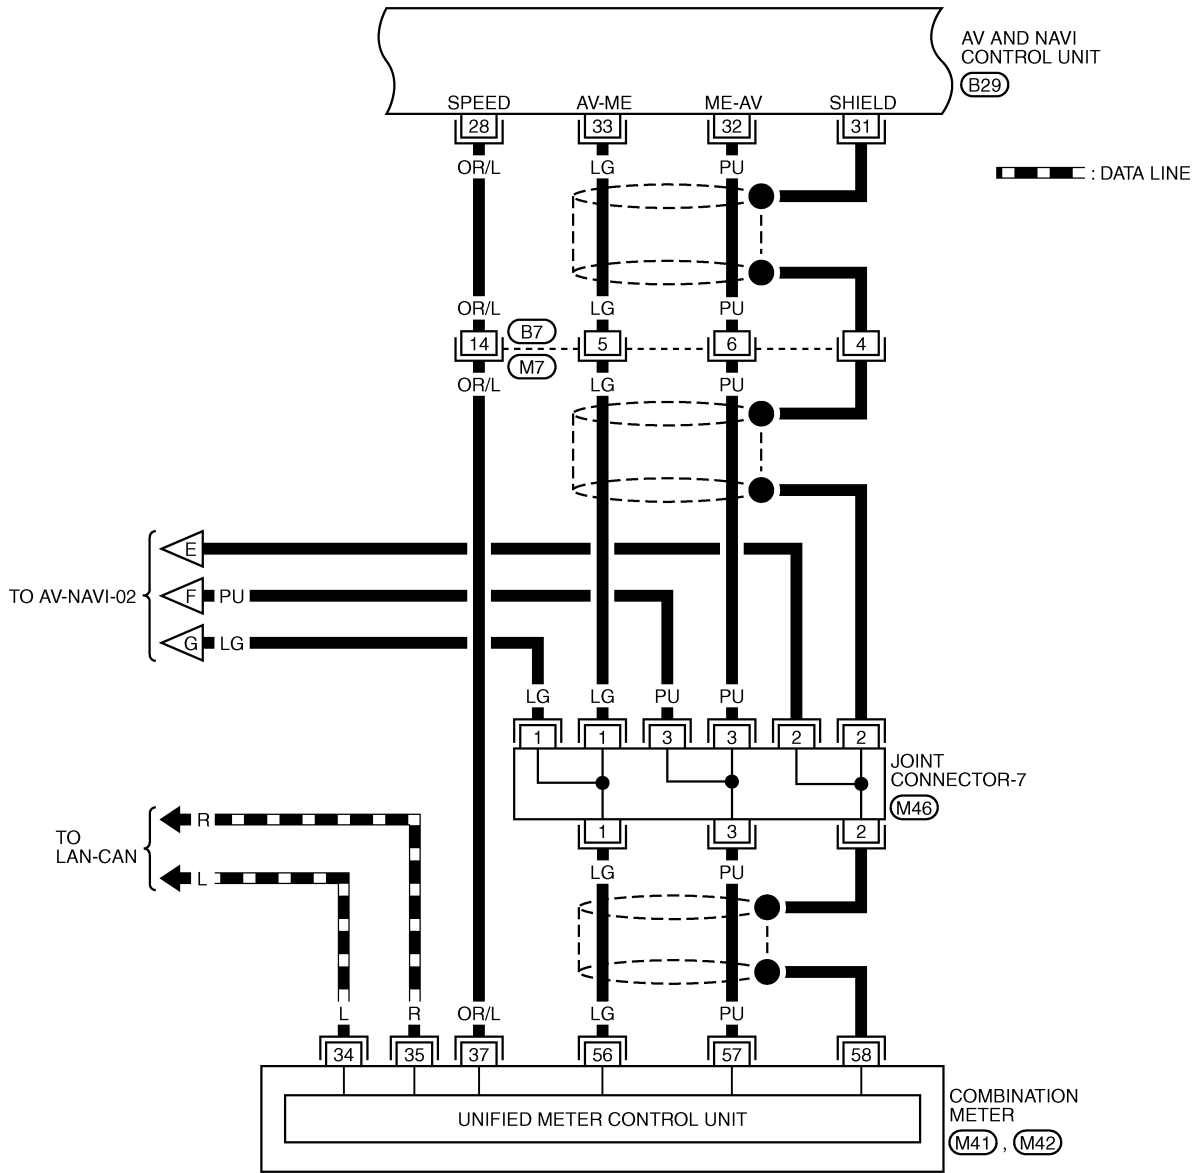 AV AND NAVI
CONTROL UNIT
B29
SPEED AV-ME ME-AV SHIELD
28 33 32 31
OR/L LG PU
: DATA LINE
OR/L LG PU
B7
14 5 6 4
M7
OR/L LG PU
E
TO AV-NAVI-02 F PU
G LG
LG LG PU PU
1 1 3 3 2 2
JOINT
CONNECTOR-7
M46
R
TO
LAN-CAN
L
1 3 2
LG PU
L R OR/L LG PU
34 35 37 56 57 58
UNIFIED METER CONTROL UNIT
COMBINATION
METER
M41 , M42